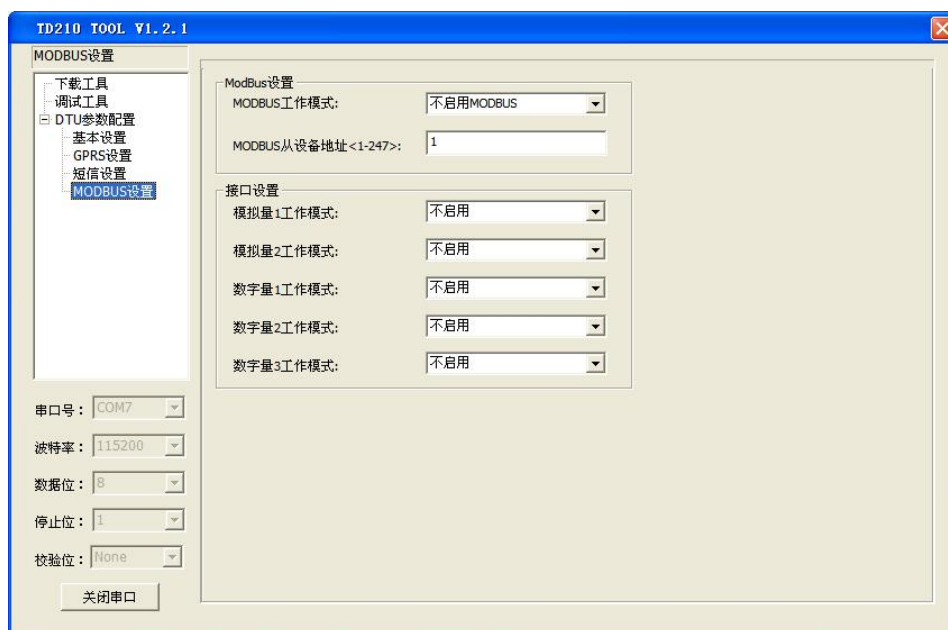 TD210 TOOL V1.2.1
MODBUS设置
下载工具
调试工具
DTU参数配置
基本设置
GPRS设置
短信设置
MODBUS设置
ModBus设置
MODBUS工作模式: 不启用MODBUS
MODBUS从设备地址<1-247>: 1
接口设置
模拟量1工作模式: 不启用
模拟量2工作模式: 不启用
数字量1工作模式: 不启用
数字量2工作模式: 不启用
数字量3工作模式: 不启用
串口号: COM7
波特率: 115200
数据位: 8
停止位: 1
校验位: None
关闭串口